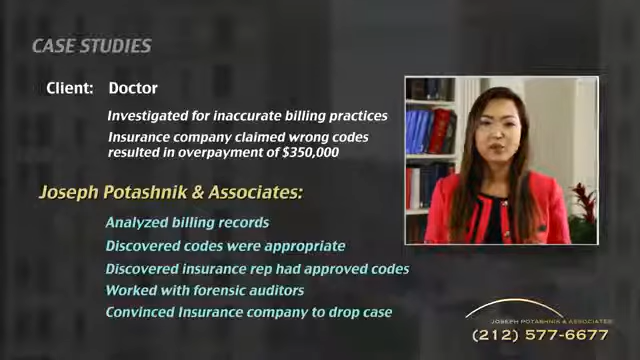 CASE STUDIES
Client: Doctor
Investigated for inaccurate billing practices
Insurance company claimed wrong codes
resulted in overpayment of $350,000
Joseph Potashnik & Associates:
Analyzed billing records
Discovered codes were appropriate
Discovered insurance rep had approved codes
Worked with forensic auditors
Convinced Insurance company to drop case
JOSEPH POTASHNIK & ASSOCIATES
(212) 577-6677